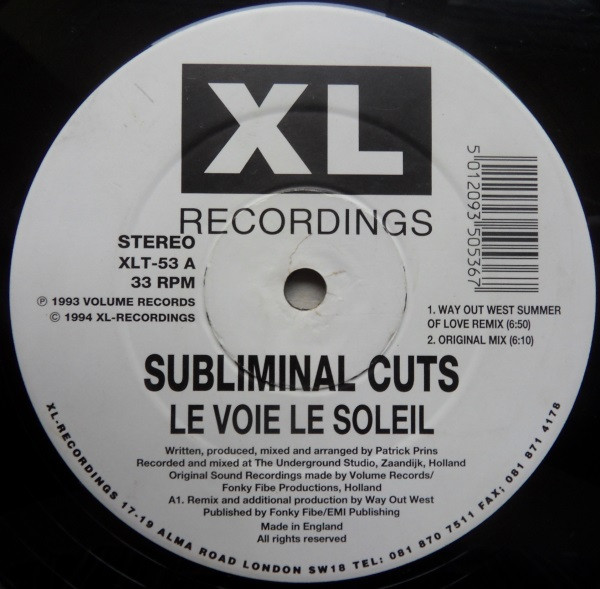 XL
RECORDINGS
STEREO
XLT-53 A
33 RPM
℗ 1993 VOLUME RECORDS
© 1994 XL-RECORDINGS
5 012093 505367
1. WAY OUT WEST SUMMER
OF LOVE REMIX (6:50)
2. ORIGINAL MIX (6:10)
SUBLIMINAL CUTS
LE VOIE LE SOLEIL
Written, produced, mixed and arranged by Patrick Prins
Recorded and mixed at The Underground Studio, Zaandijk, Holland
Original Sound Recordings made by Volume Records/
Fonky Fibe Productions, Holland
A1. Remix and additional production by Way Out West
Published by Fonky Fibe/EMI Publishing
Made in England
All rights reserved
XL-RECORDINGS 17-19 ALMA ROAD LONDON SW18 TEL: 081 870 7511 FAX: 081 871 4178